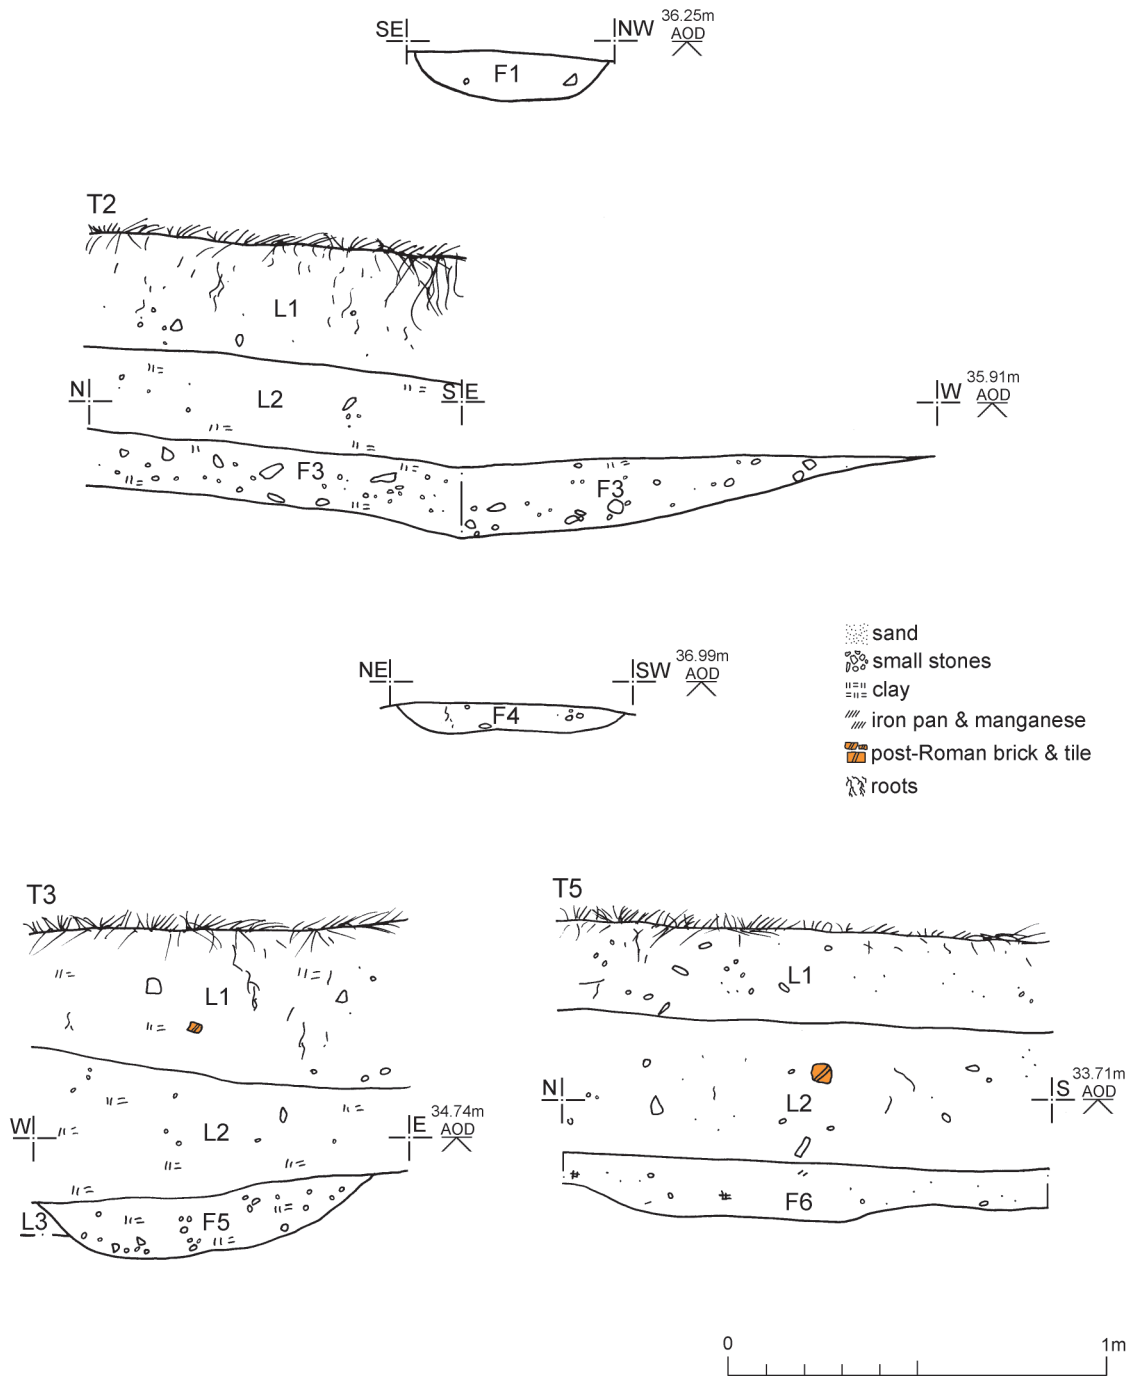 SE NW 36.25m
AOD
F1
T2
L1
N L2 S E W 35.91m
AOD
F3 F3
NE SW 36.99m
AOD
F4
sand
small stones
clay
iron pan & manganese
post-Roman brick & tile
roots
T3
L1
W L2 E 34.74m
AOD
L3 F5
T5
L1
N L2 S 33.71m
AOD
F6
0 1m